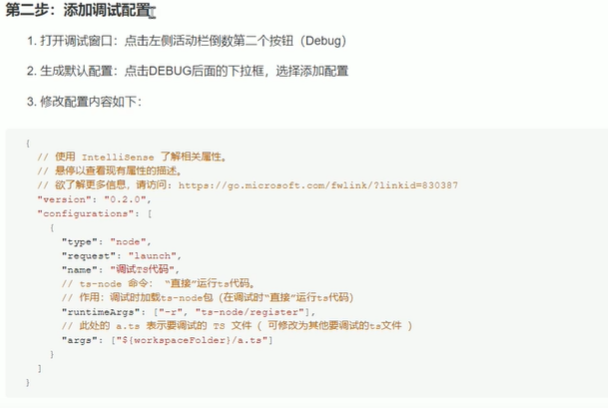 第二步：添加调试配置
1. 打开调试窗口：点击左侧活动栏倒数第二个按钮（Debug）
2. 生成默认配置：点击DEBUG后面的下拉框，选择添加配置
3. 修改配置内容如下：
{
// 使用 IntelliSense 了解相关属性。
// 悬停以查看现有属性的描述。
// 欲了解更多信息，请访问: https://go.microsoft.com/fwlink/?linkid=830387
"version": "0.2.0",
"configurations": [
{
"type": "node",
"request": "launch",
"name": "调试TS代码",
// ts-node 命令： “直接”运行ts代码。
// 作用：调试时加载ts-node包（在调试时“直接”运行ts代码）
"runtimeArgs": ["-r", "ts-node/register"],
// 此处的 a.ts 表示要调试的 TS 文件 ( 可修改为其他要调试的ts文件 )
"args": ["${workspaceFolder}/a.ts"]
}
]
}